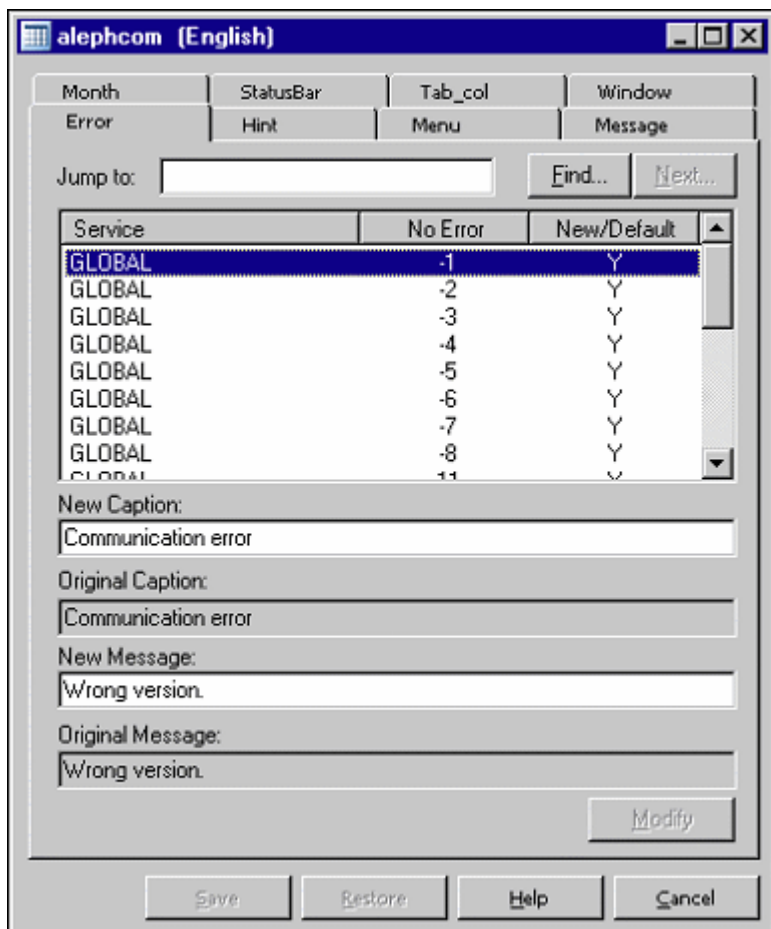 alephcom (English)
Month StatusBar Tab_col Window
Error Hint Menu Message
Jump to: Find... Next...
Service No Error New/Default
GLOBAL -1 Y
GLOBAL -2 Y
GLOBAL -3 Y
GLOBAL -4 Y
GLOBAL -5 Y
GLOBAL -6 Y
GLOBAL -7 Y
GLOBAL -8 Y
GLOBAL 11 Y
New Caption:
Communication error
Original Caption:
Communication error
New Message:
Wrong version.
Original Message:
Wrong version.
Modify
Save Restore Help Cancel